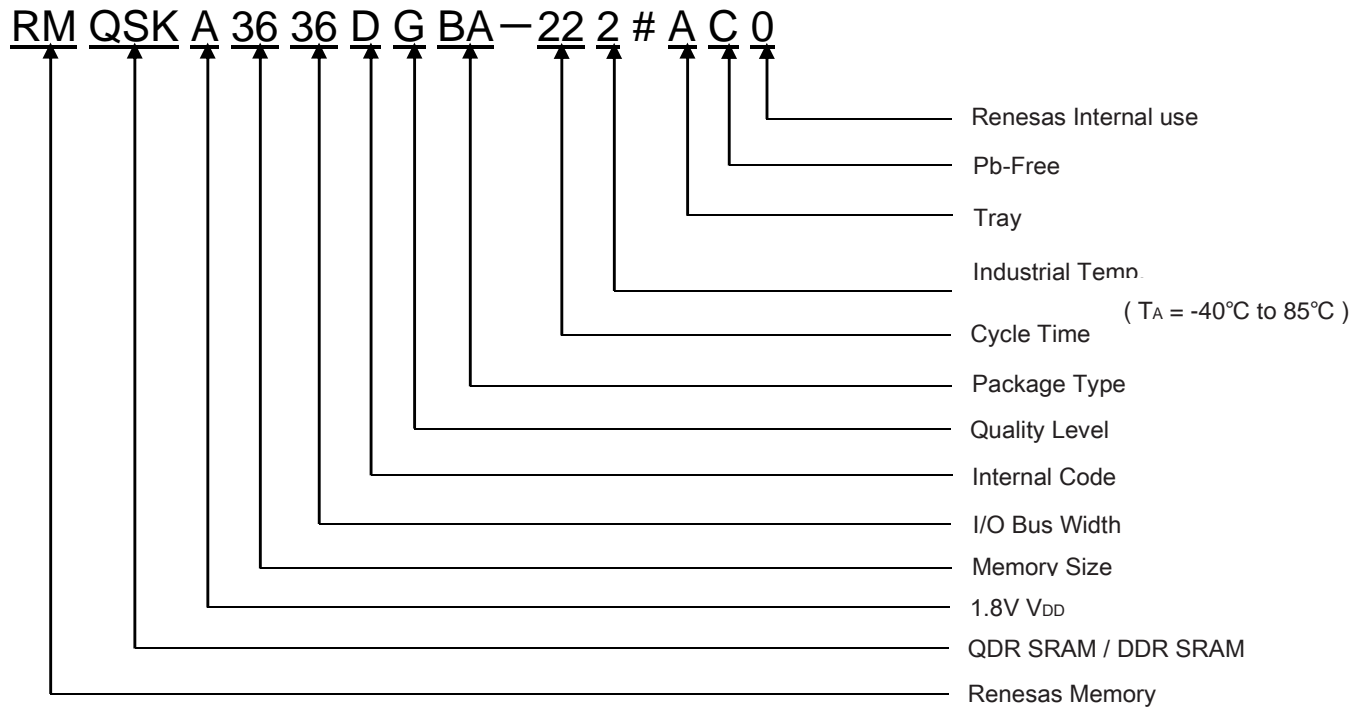 RM QSK A 36 36 D G BA－22 2 # A C 0
Renesas Internal use
Pb-Free
Tray
Industrial Temp.
( TA = -40℃ to 85℃ )
Cycle Time
Package Type
Quality Level
Internal Code
I/O Bus Width
Memory Size
1.8V VDD
QDR SRAM / DDR SRAM
Renesas Memory